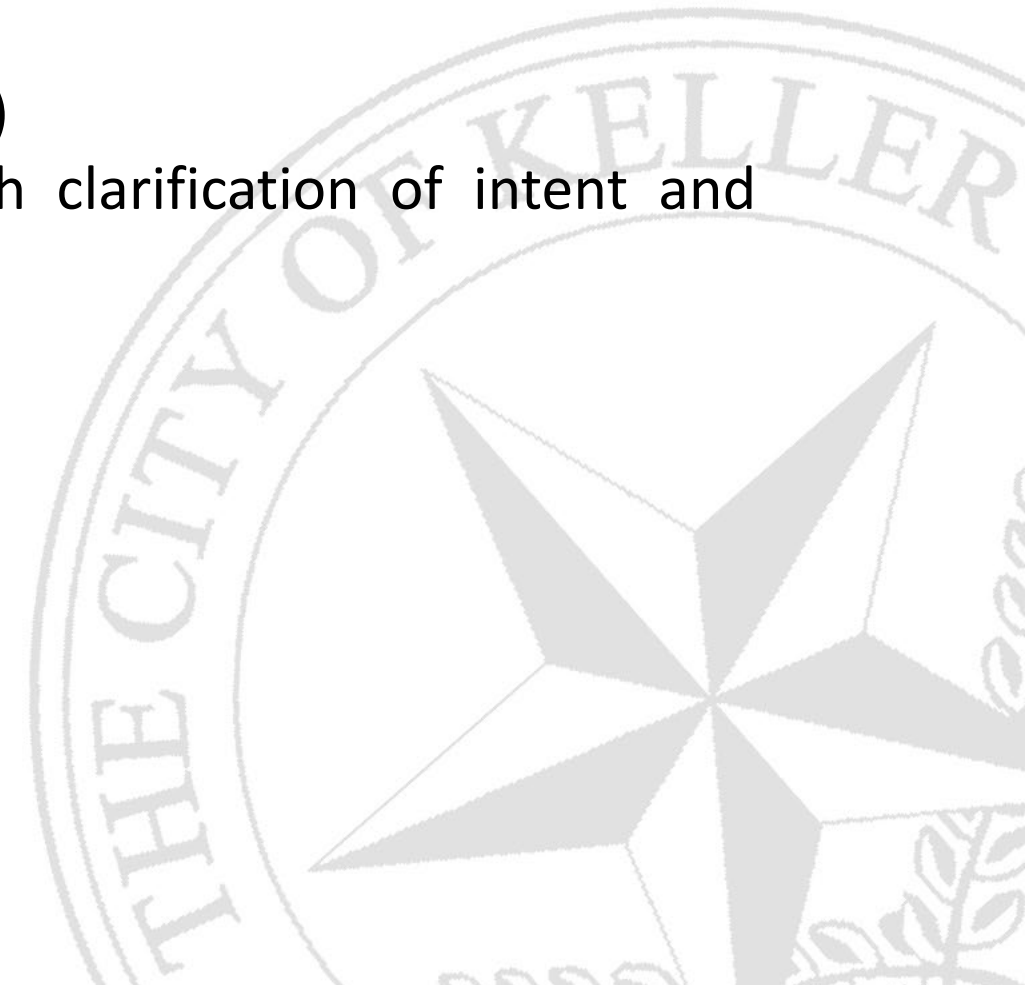 )
h clarification of intent and
THE CITY OF KELLER